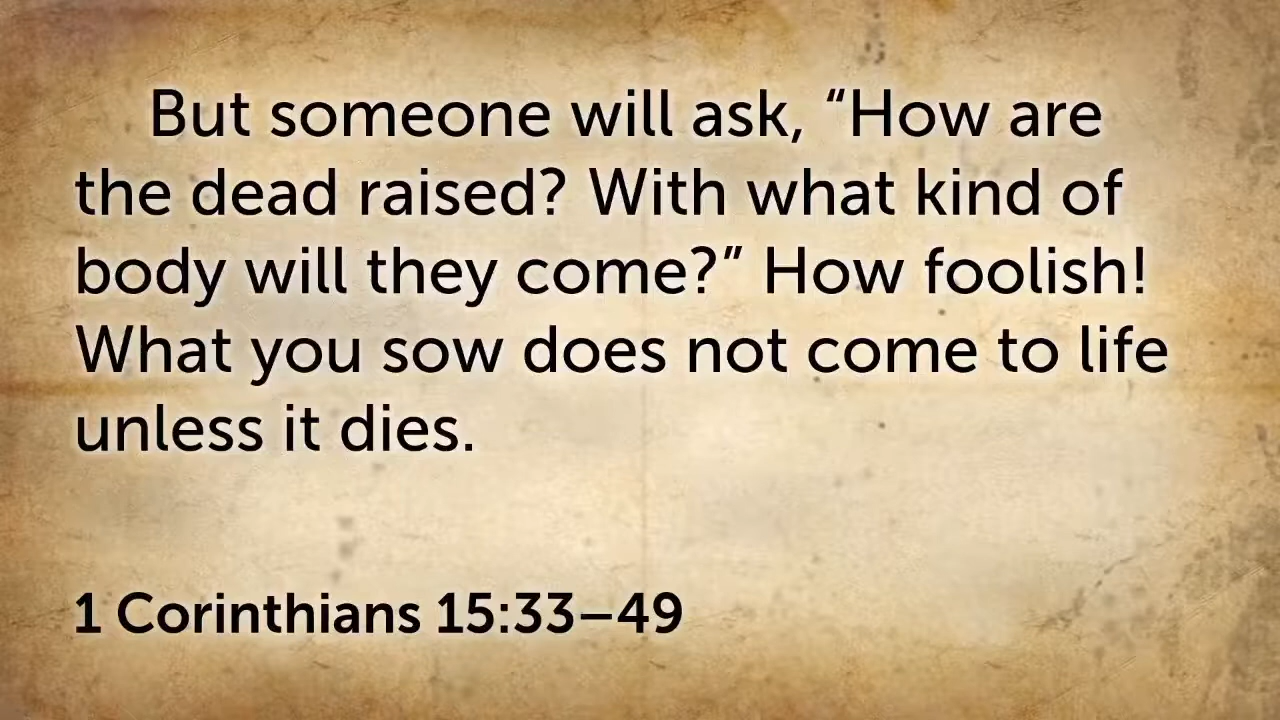 But someone will ask, “How are
the dead raised? With what kind of
body will they come?” How foolish!
What you sow does not come to life
unless it dies.
1 Corinthians 15:33–49